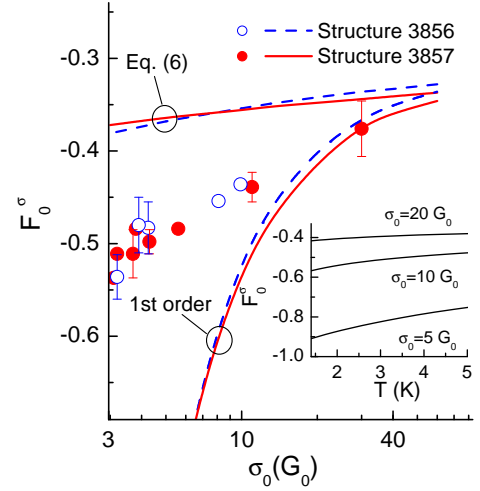 Structure 3856
Structure 3857
-0.3
Eq. (6)
-0.4
-0.5
-0.6
F₀^σ
1st order
3
10
40
σ₀(G₀)
σ₀=20 G₀
-0.4
-0.6
σ₀=10 G₀
-0.8
σ₀=5 G₀
-1.0
F₀^σ
2
3
4
5
T (K)